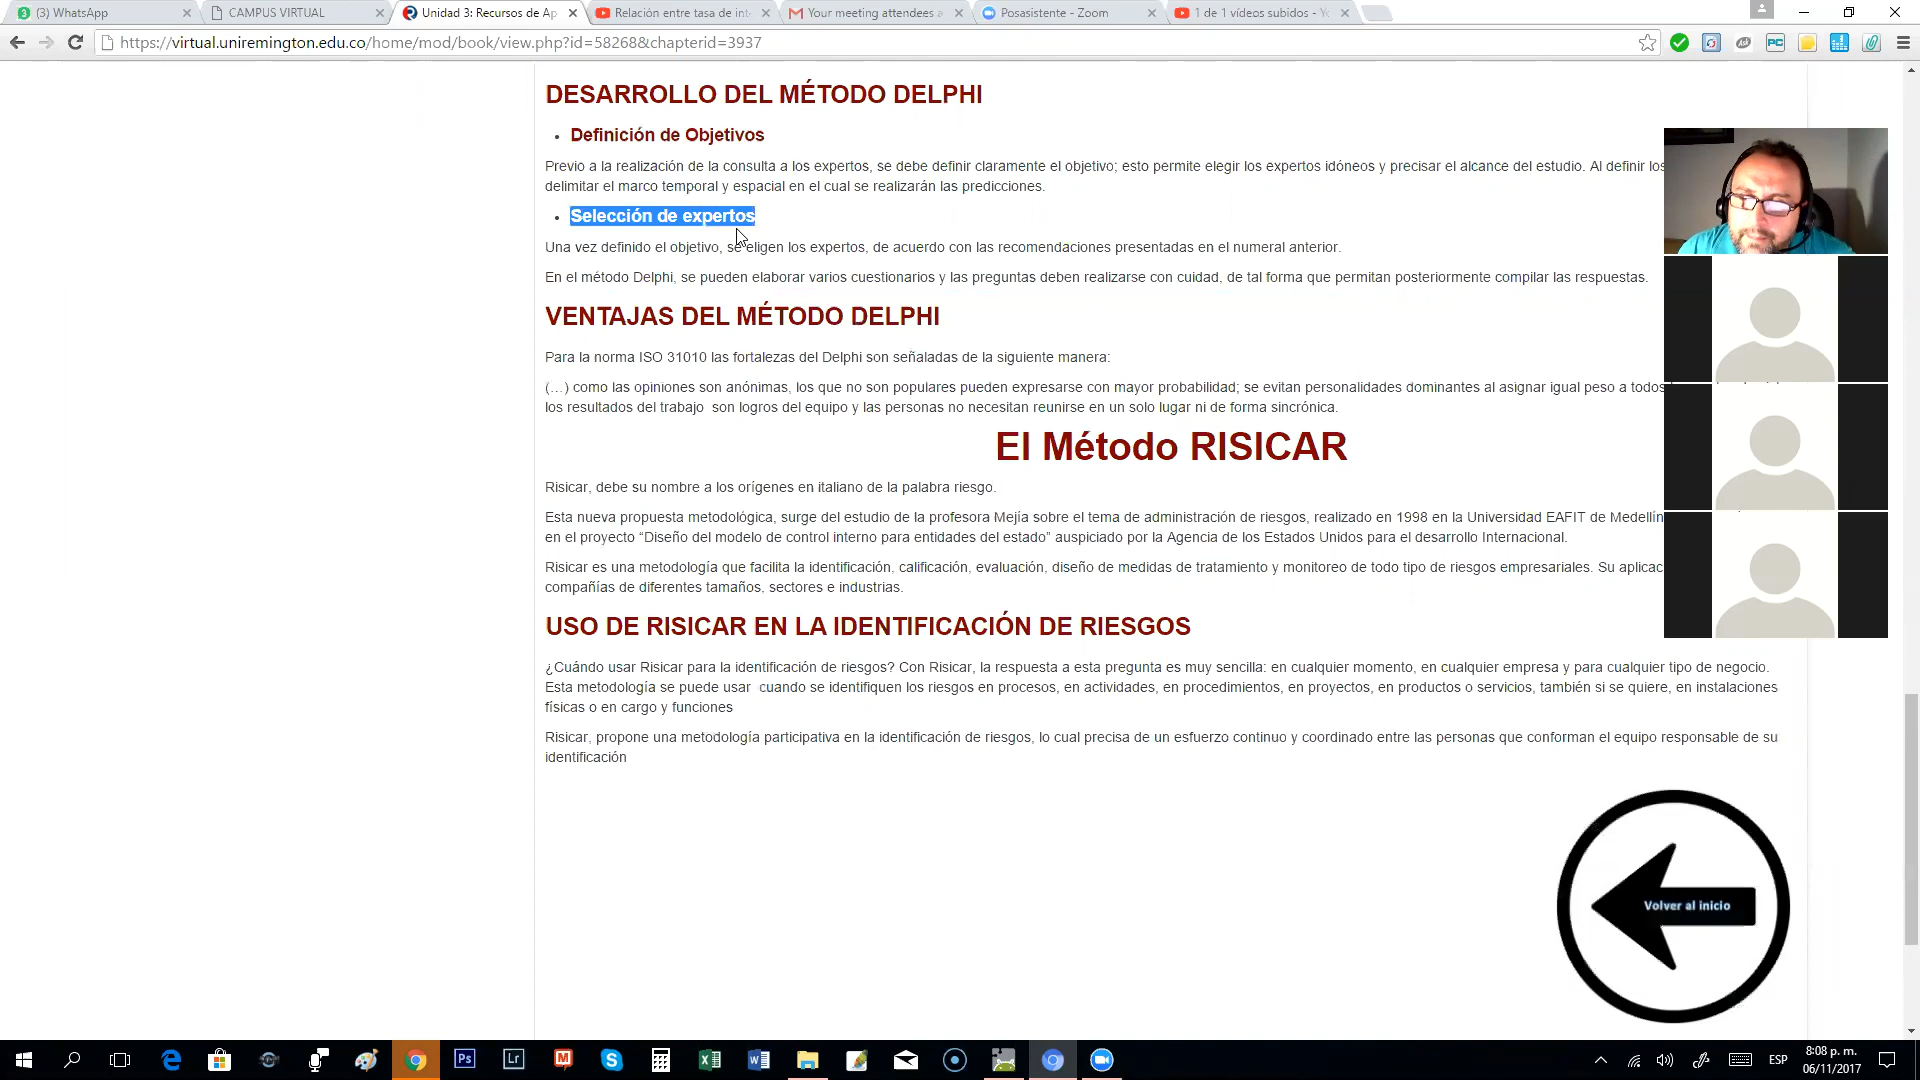 (3) WhatsApp
CAMPUS VIRTUAL
Unidad 3: Recursos de Ap
Relación entre tasa de int
Your meeting attendees a
Posasistente - Zoom
1 de 1 vídeos subidos - Yo
https://virtual.uniremington.edu.co/home/mod/book/view.php?id=58268&chapterid=3937
DESARROLLO DEL MÉTODO DELPHI
• Definición de Objetivos
Previo a la realización de la consulta a los expertos, se debe definir claramente el objetivo; esto permite elegir los expertos idóneos y precisar el alcance del estudio. Al definir los
delimitar el marco temporal y espacial en el cual se realizarán las predicciones.
• Selección de expertos
Una vez definido el objetivo, se eligen los expertos, de acuerdo con las recomendaciones presentadas en el numeral anterior.
En el método Delphi, se pueden elaborar varios cuestionarios y las preguntas deben realizarse con cuidado, de tal forma que permitan posteriormente compilar las respuestas.
VENTAJAS DEL MÉTODO DELPHI
Para la norma ISO 31010 las fortalezas del Delphi son señaladas de la siguiente manera:
(…) como las opiniones son anónimas, los que no son populares pueden expresarse con mayor probabilidad; se evitan personalidades dominantes al asignar igual peso a todos
los resultados del trabajo son logros del equipo y las personas no necesitan reunirse en un solo lugar ni de forma sincrónica.
El Método RISICAR
Risicar, debe su nombre a los orígenes en italiano de la palabra riesgo.
Esta nueva propuesta metodológica, surge del estudio de la profesora Mejía sobre el tema de administración de riesgos, realizado en 1998 en la Universidad EAFIT de Medellín
en el proyecto “Diseño del modelo de control interno para entidades del estado” auspiciado por la Agencia de los Estados Unidos para el desarrollo Internacional.
Risicar es una metodología que facilita la identificación, calificación, evaluación, diseño de medidas de tratamiento y monitoreo de todo tipo de riesgos empresariales. Su aplicac
compañías de diferentes tamaños, sectores e industrias.
USO DE RISICAR EN LA IDENTIFICACIÓN DE RIESGOS
¿Cuándo usar Risicar para la identificación de riesgos? Con Risicar, la respuesta a esta pregunta es muy sencilla: en cualquier momento, en cualquier empresa y para cualquier tipo de negocio.
Esta metodología se puede usar cuando se identifiquen los riesgos en procesos, en actividades, en procedimientos, en proyectos, en productos o servicios, también si se quiere, en instalaciones
físicas o en cargo y funciones
Risicar, propone una metodología participativa en la identificación de riesgos, lo cual precisa de un esfuerzo continuo y coordinado entre las personas que conforman el equipo responsable de su
identificación
Volver al inicio
Ps
Lr
ESP
8:08 p. m.
06/11/2017